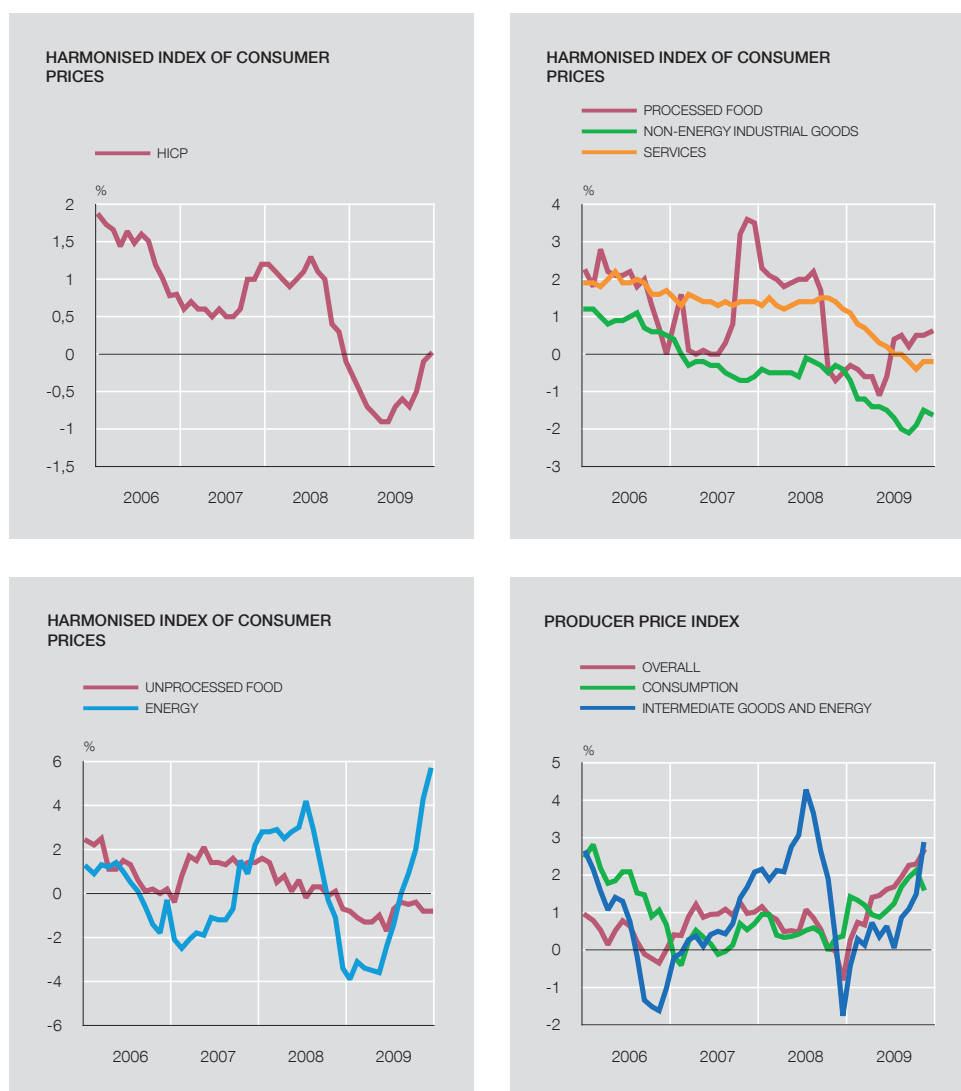 HARMONISED INDEX OF CONSUMER
PRICES
HICP
%
2
1,5
1
0,5
0
-0,5
-1
-1,5
2006 2007 2008 2009
HARMONISED INDEX OF CONSUMER
PRICES
PROCESSED FOOD
NON-ENERGY INDUSTRIAL GOODS
SERVICES
%
4
3
2
1
0
-1
-2
-3
2006 2007 2008 2009
HARMONISED INDEX OF CONSUMER
PRICES
UNPROCESSED FOOD
ENERGY
%
6
4
2
0
-2
-4
-6
2006 2007 2008 2009
PRODUCER PRICE INDEX
OVERALL
CONSUMPTION
INTERMEDIATE GOODS AND ENERGY
%
5
4
3
2
1
0
-1
-2
2006 2007 2008 2009